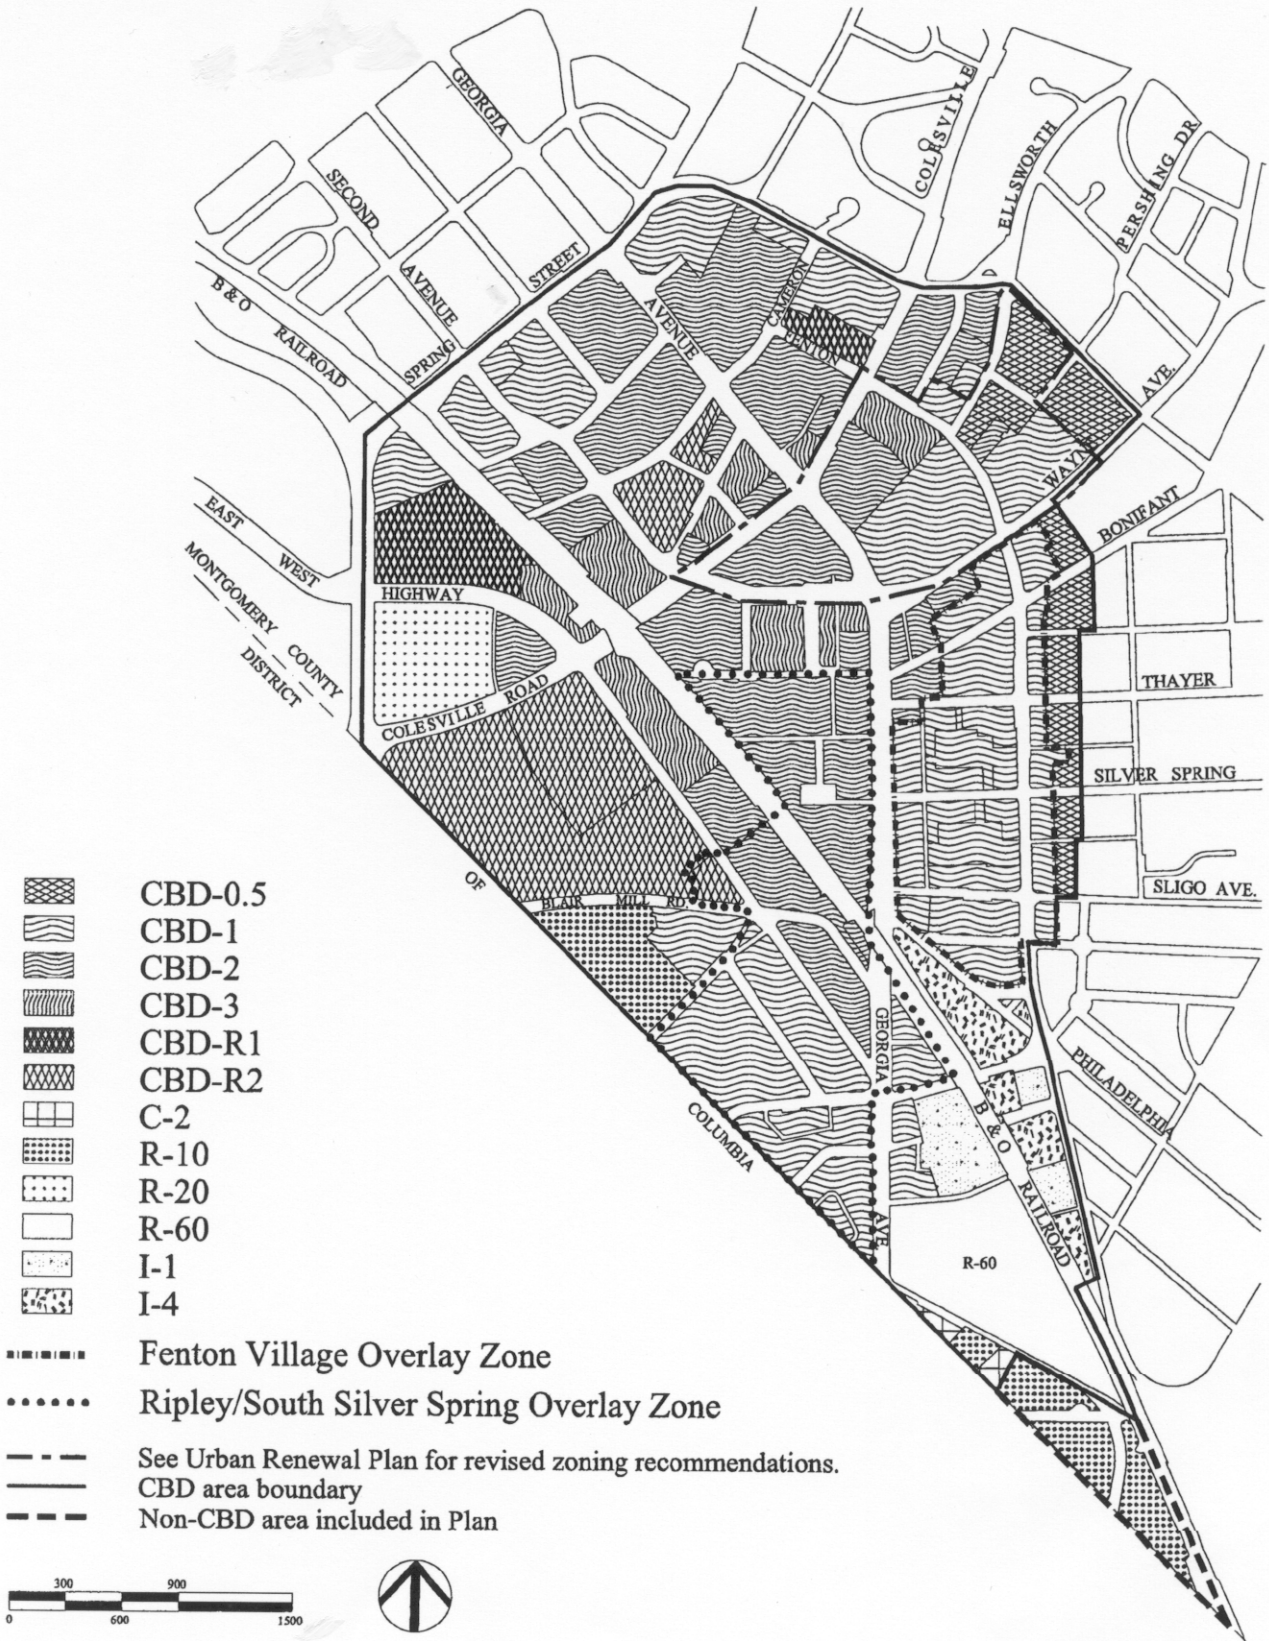 GEORGIA
COLESVILLE
ELLSWORTH
PERSHING DR
SECOND
AVENUE
SPRING
STREET
B & O
RAILROAD
AVENUE
CAMERON
FENTON
AVE.
WAYNE
BONIFANT
EAST
WEST
HIGHWAY
MONTGOMERY
COUNTY
DISTRICT
COLESVILLE ROAD
THAYER
SILVER SPRING
SLIGO AVE.
OF
BLAIR MILL RD.
GEORGIA
PHILADELPHIA
COLUMBIA
B & O
RAILROAD
AVE
R-60
CBD-0.5
CBD-1
CBD-2
CBD-3
CBD-R1
CBD-R2
C-2
R-10
R-20
R-60
I-1
I-4
Fenton Village Overlay Zone
Ripley/South Silver Spring Overlay Zone
See Urban Renewal Plan for revised zoning recommendations.
CBD area boundary
Non-CBD area included in Plan
300 900
0 600 1500